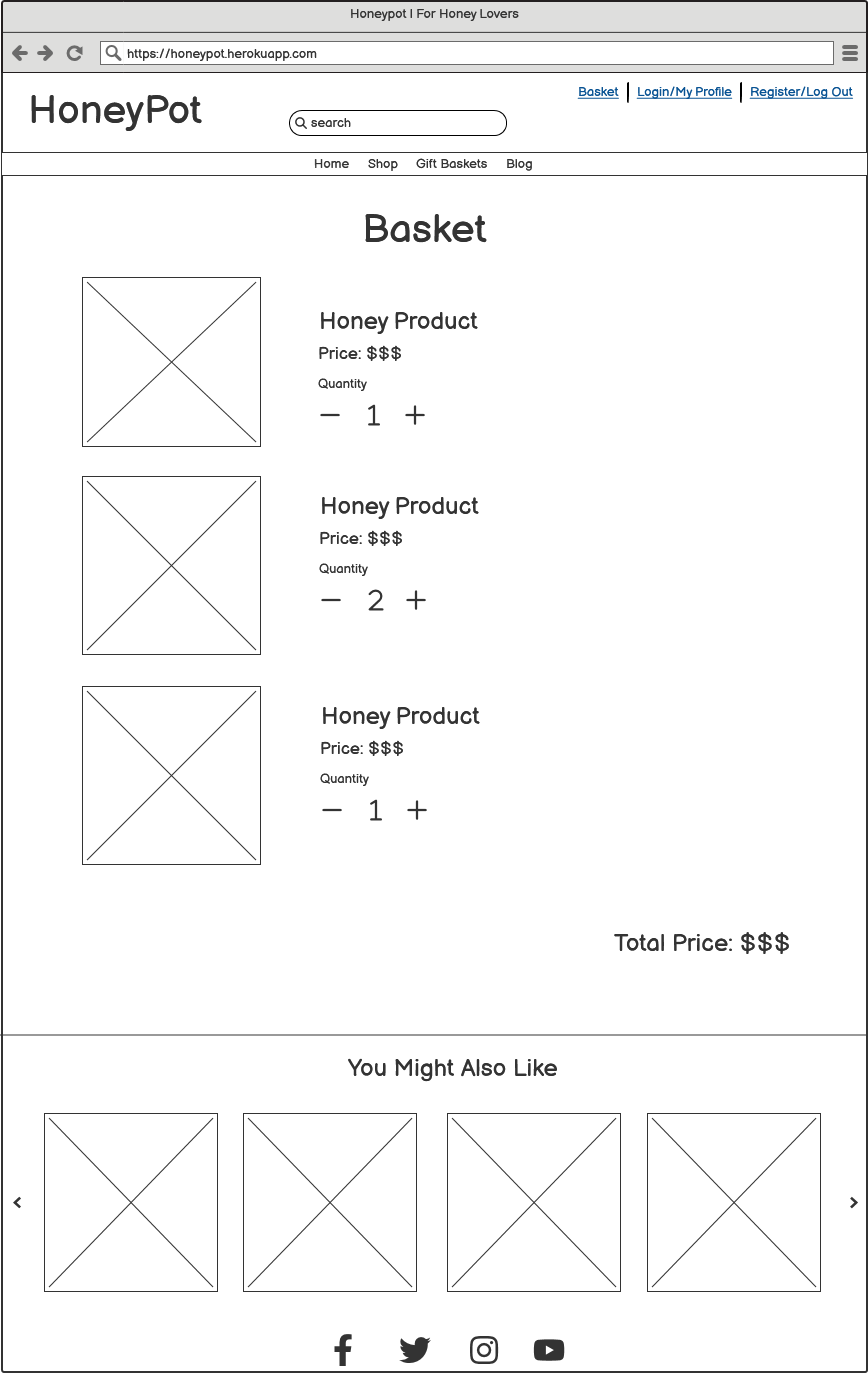 Honeypot | For Honey Lovers
https://honeypot.herokuapp.com
Basket Login/My Profile Register/Log Out
HoneyPot
search
Home Shop Gift Baskets Blog
Basket
Honey Product
Price: $$$
Quantity
− 1 +
Honey Product
Price: $$$
Quantity
− 2 +
Honey Product
Price: $$$
Quantity
− 1 +
Total Price: $$$
You Might Also Like